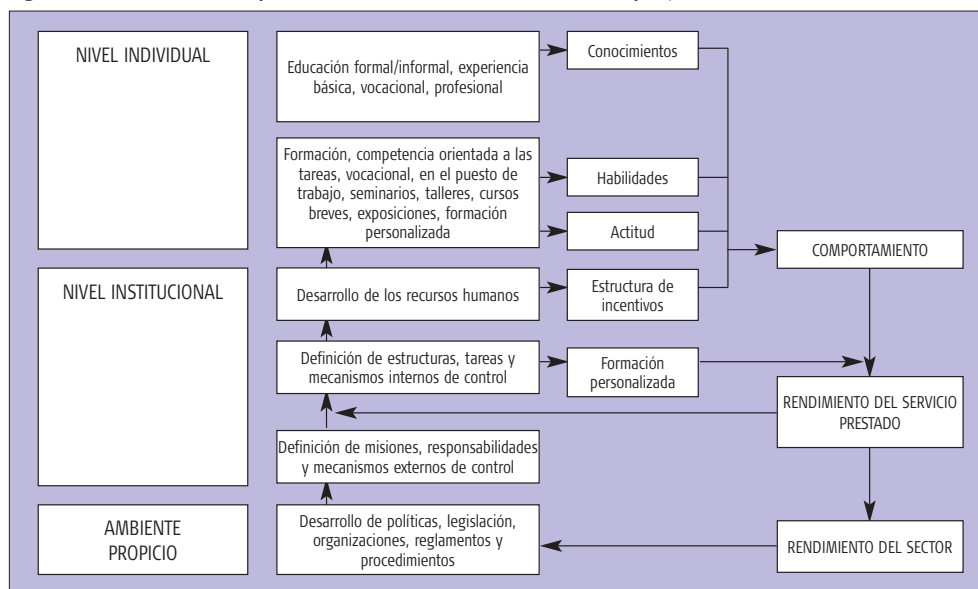 NIVEL INDIVIDUAL
Educación formal/informal, experiencia
básica, vocacional, profesional
Conocimientos
Formación, competencia orientada a las
tareas, vocacional, en el puesto de
trabajo, seminarios, talleres, cursos
breves, exposiciones, formación
personalizada
Habilidades
Actitud
COMPORTAMIENTO
NIVEL INSTITUCIONAL
Desarrollo de los recursos humanos
Estructura de
incentivos
Definición de estructuras, tareas y
mecanismos internos de control
Formación
personalizada
RENDIMIENTO DEL SERVICIO
PRESTADO
Definición de misiones, responsabilidades
y mecanismos externos de control
AMBIENTE
PROPICIO
Desarrollo de políticas, legislación,
organizaciones, reglamentos y
procedimientos
RENDIMIENTO DEL SECTOR